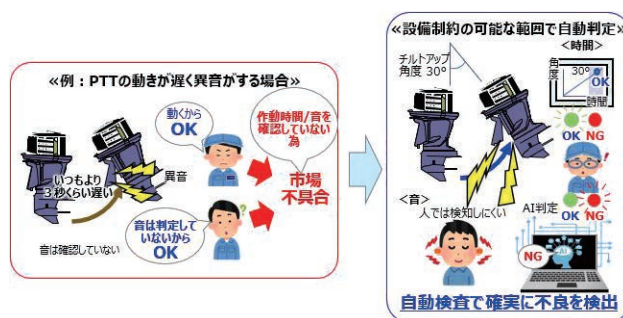 ≪例：PTTの動きが遅く異音がする場合≫
動くから
OK
作動時間/音を
確認していない
為
いつもより
3秒くらい遅い
異音
市場
不具合
音は確認していない
音は判定して
いないから
OK
≪設備制約の可能な範囲で自動判定≫
チルトアップ
角度 30°
＜時間＞
角度
30°
OK
時間
OK NG
＜音＞
人では検知しにくい
OK NG
AI判定
NG
AI
自動検査で確実に不良を検出